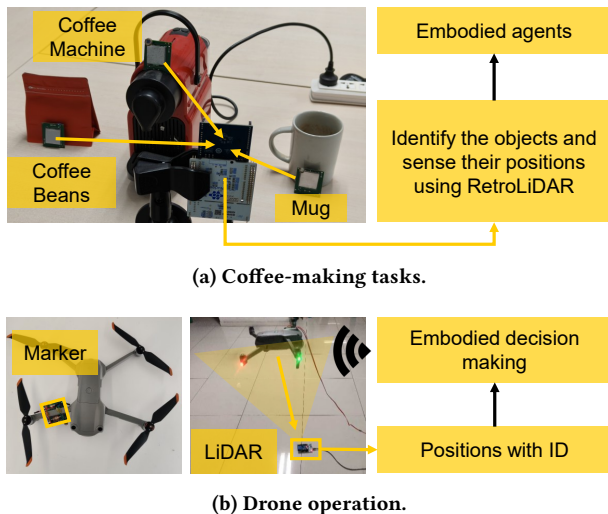 Coffee
Machine
Coffee
Beans
Mug
Embodied agents
Identify the objects and
sense their positions
using RetroLiDAR
(a) Coffee-making tasks.
Marker
LiDAR
Embodied decision
making
Positions with ID
(b) Drone operation.